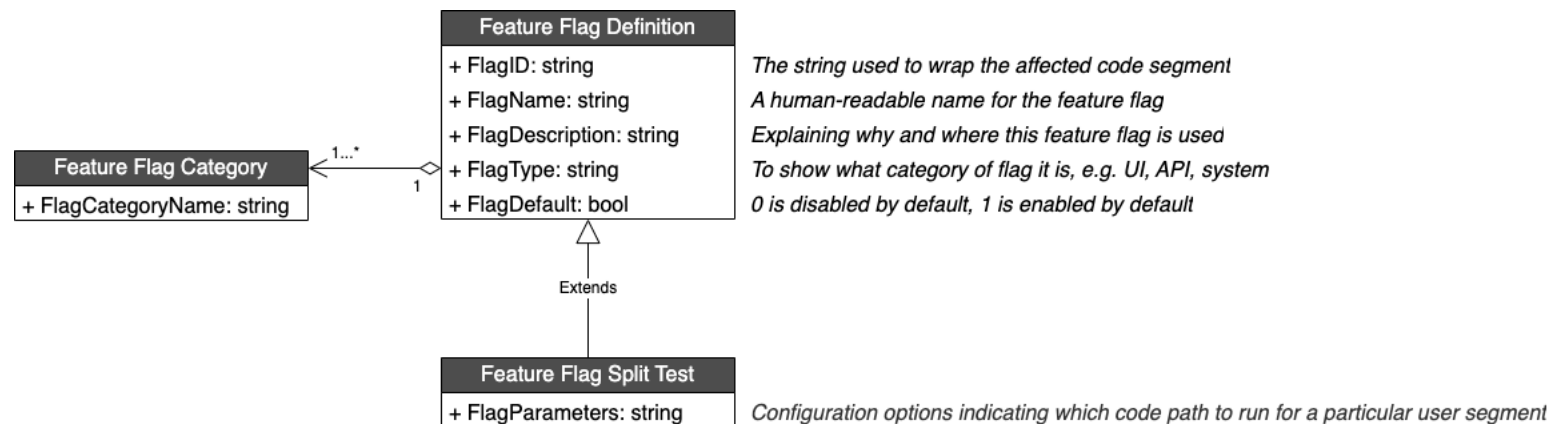 Feature Flag Definition
+ FlagID: string The string used to wrap the affected code segment
+ FlagName: string A human-readable name for the feature flag
+ FlagDescription: string Explaining why and where this feature flag is used
+ FlagType: string To show what category of flag it is, e.g. UI, API, system
+ FlagDefault: bool 0 is disabled by default, 1 is enabled by default
Feature Flag Category
+ FlagCategoryName: string
1...*
1
Extends
Feature Flag Split Test
+ FlagParameters: string Configuration options indicating which code path to run for a particular user segment